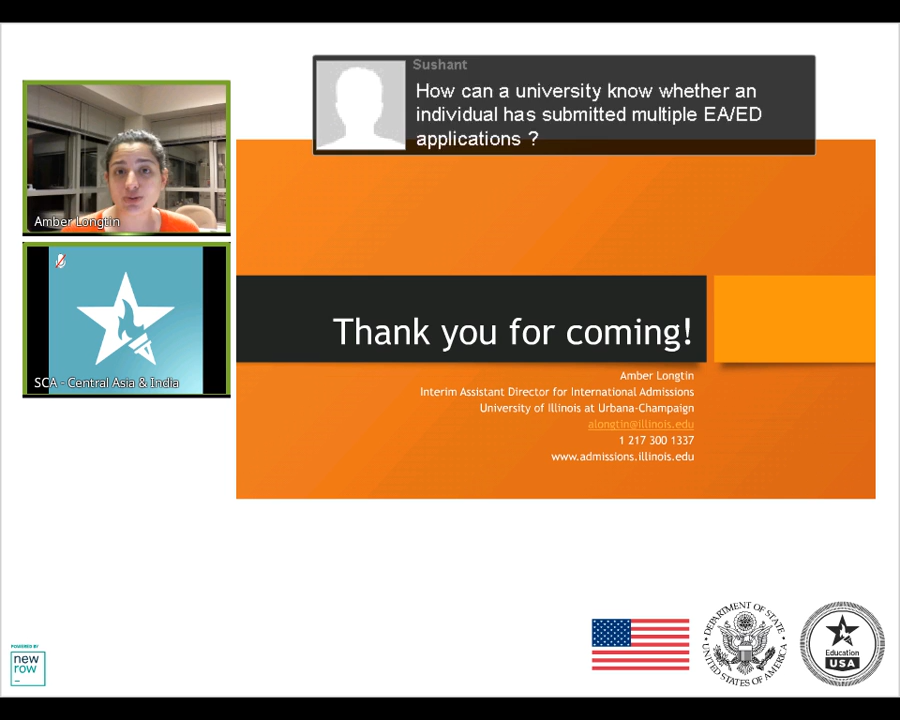 Sushant
How can a university know whether an
individual has submitted multiple EA/ED
applications ?
Amber Longtin
SCA - Central Asia & India
Thank you for coming!
Amber Longtin
Interim Assistant Director for International Admissions
University of Illinois at Urbana-Champaign
alongtin@illinois.edu
1 217 300 1337
www.admissions.illinois.edu
POWERED BY
new
row_
DEPARTMENT OF STATE
UNITED STATES OF AMERICA
Education
USA